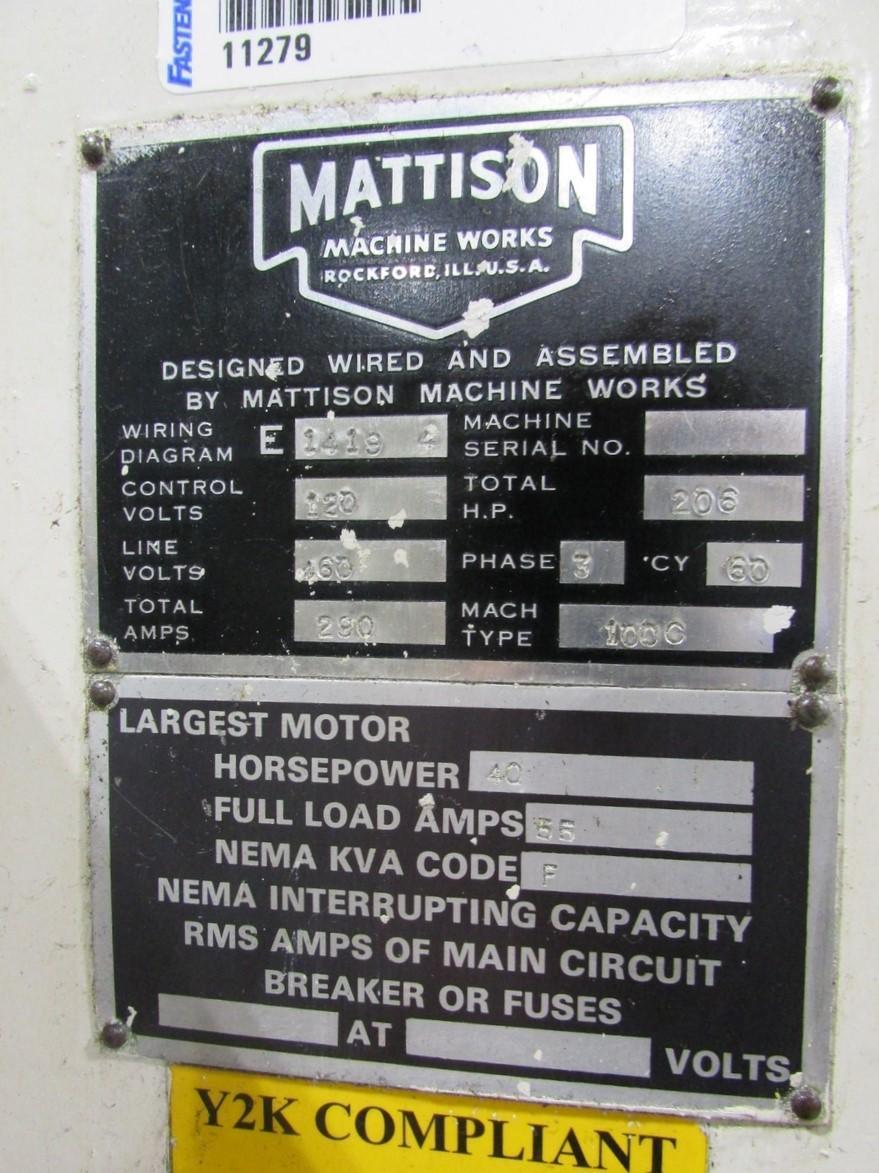 FASTEN
11279
MATTISON
MACHINE WORKS
ROCKFORD, ILL. U.S.A.
DESIGNED WIRED AND ASSEMBLED
BY MATTISON MACHINE WORKS
WIRING DIAGRAM E 1419 4
MACHINE SERIAL NO.
CONTROL VOLTS 120
TOTAL H.P. 206
LINE VOLTS 460
PHASE 3 CY 60
TOTAL AMPS 290
MACH TYPE 100C
LARGEST MOTOR
HORSEPOWER 40
FULL LOAD AMPS 55
NEMA KVA CODE F
NEMA INTERRUPTING CAPACITY
RMS AMPS OF MAIN CIRCUIT
BREAKER OR FUSES
AT VOLTS
Y2K COMPLIANT